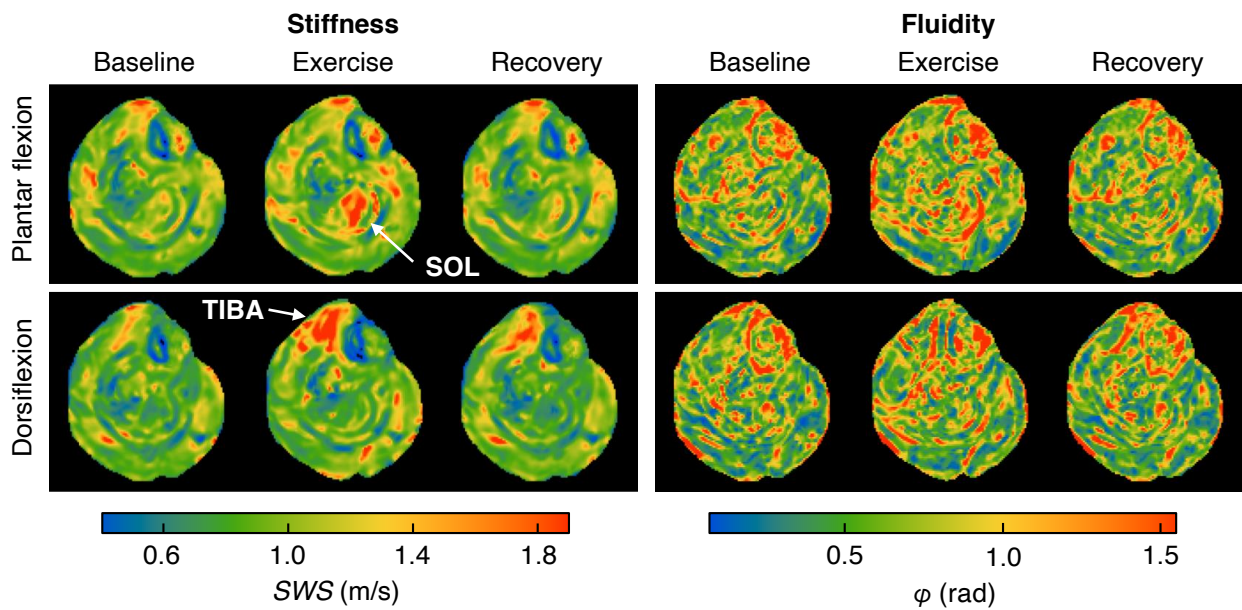 Stiffness
Fluidity
Baseline Exercise Recovery
Baseline Exercise Recovery
Plantar flexion
SOL
TIBA
Dorsiflexion
0.6 1.0 1.4 1.8
SWS (m/s)
0.5 1.0 1.5
φ (rad)